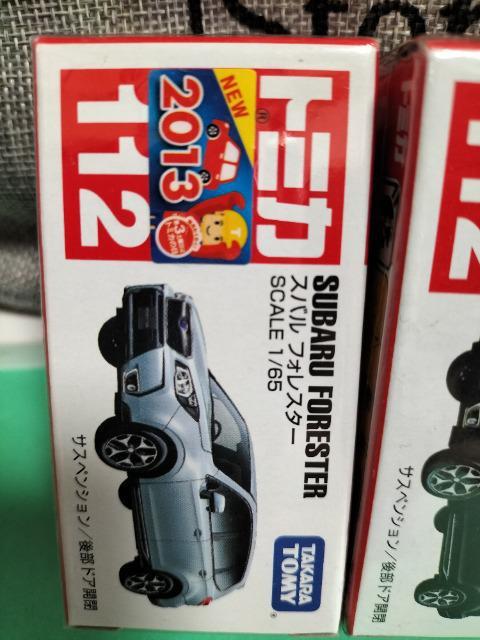 トミカ®
NEW
2013
112
SUBARU FORESTER
スバル フォレスター
SCALE 1/65
サスペンション/後部ドア開閉
TAKARA
TOMY®
112
サスペンション/後部ドア開閉